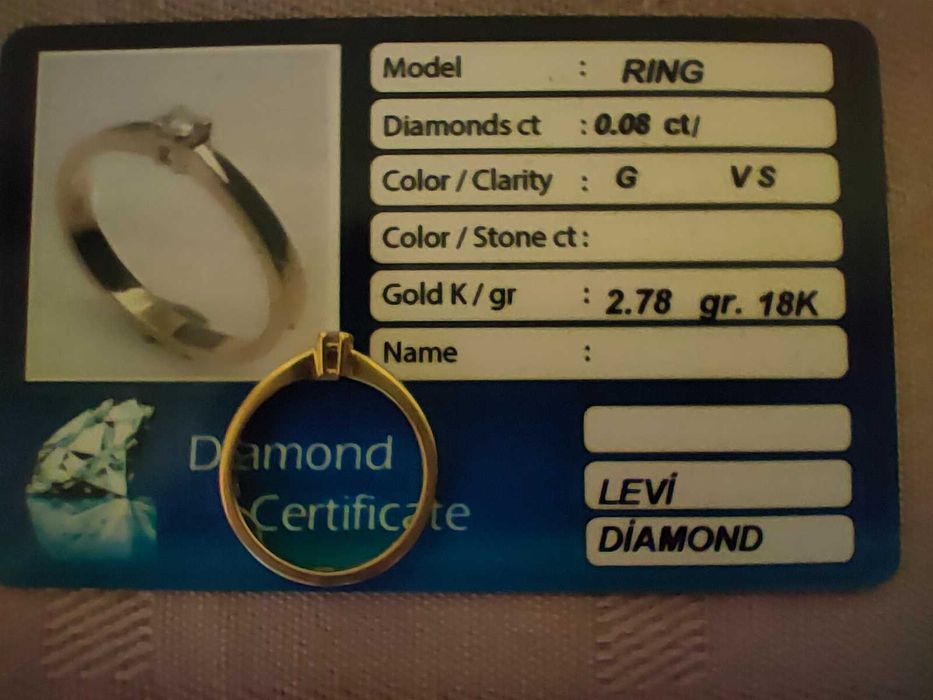 Model : RING
Diamonds ct : 0.08 ct/
Color / Clarity : G VS
Color / Stone ct :
Gold K / gr : 2.78 gr. 18K
Name :
Diamond
Certificate
LEVİ
DİAMOND